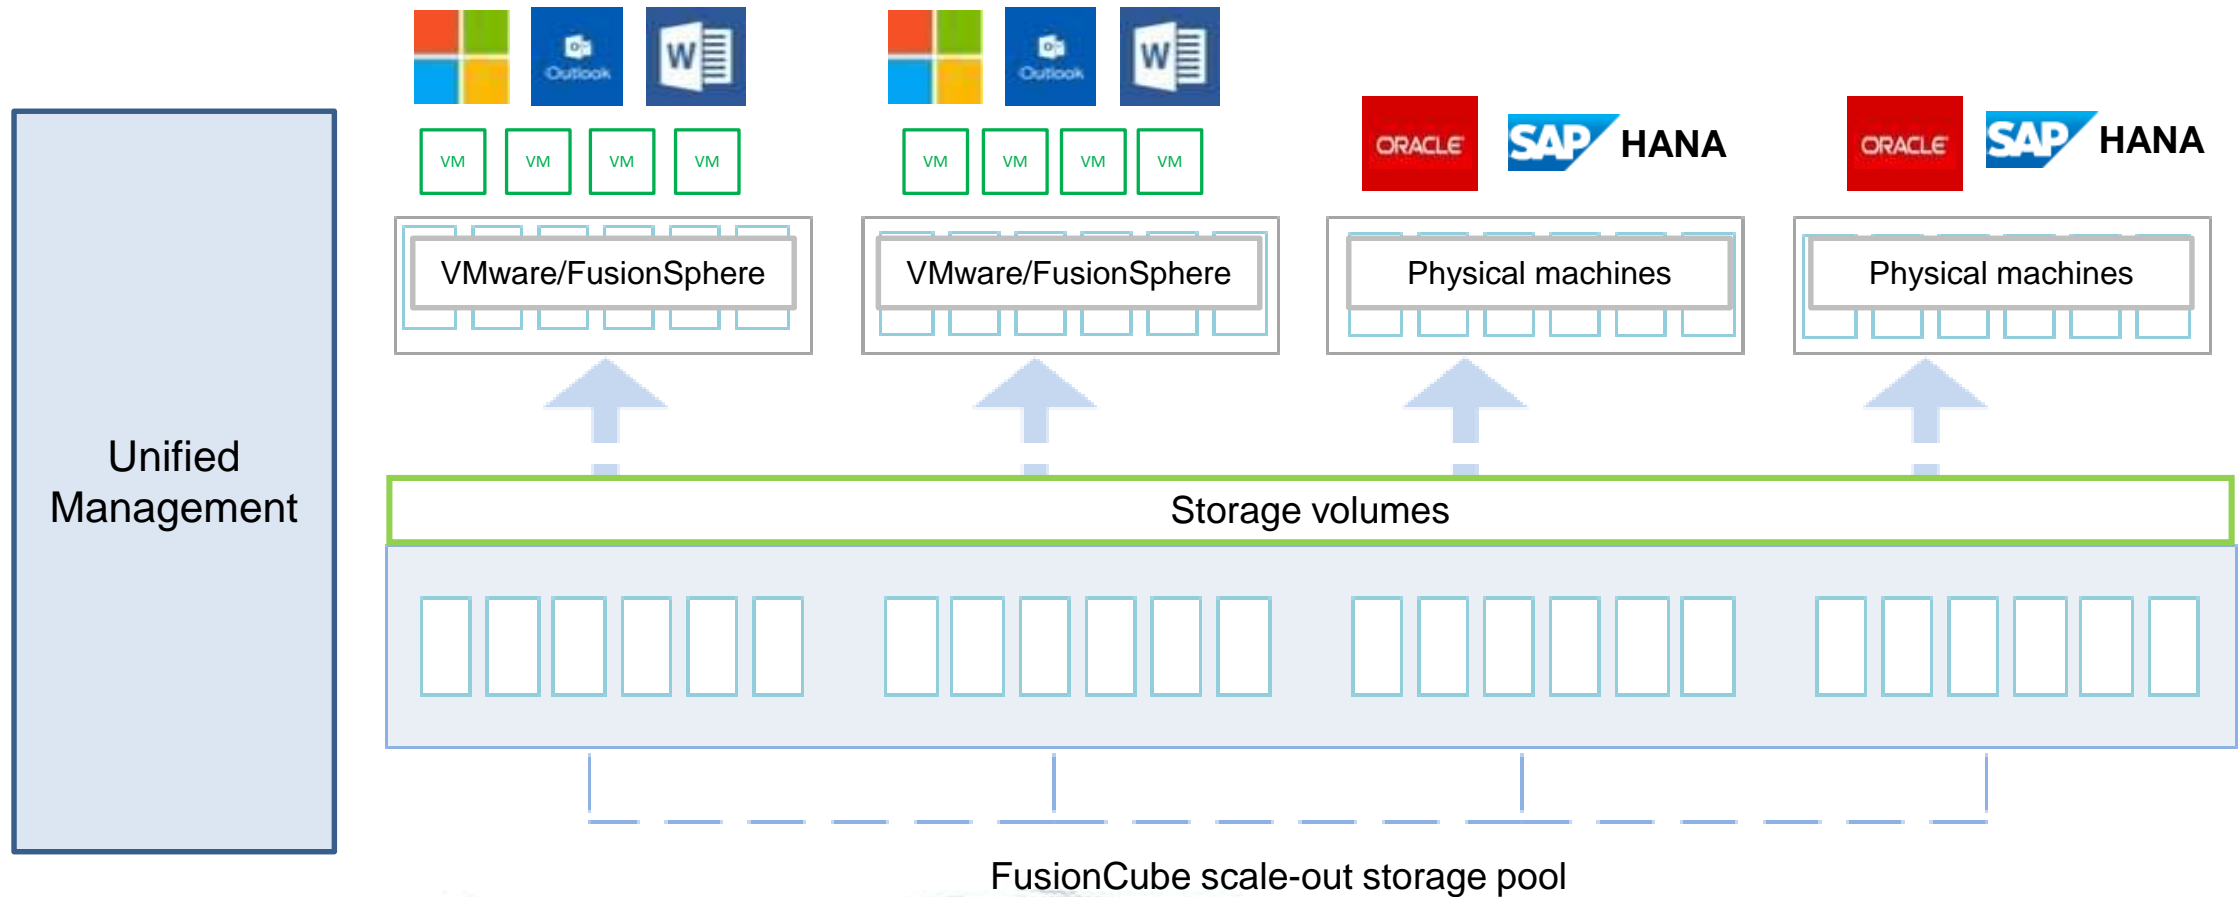 Outlook
W
Outlook
W
VM VM VM VM
VM VM VM VM
ORACLE
SAP HANA
ORACLE
SAP HANA
VMware/FusionSphere
VMware/FusionSphere
Physical machines
Physical machines
Unified
Management
Storage volumes
FusionCube scale-out storage pool